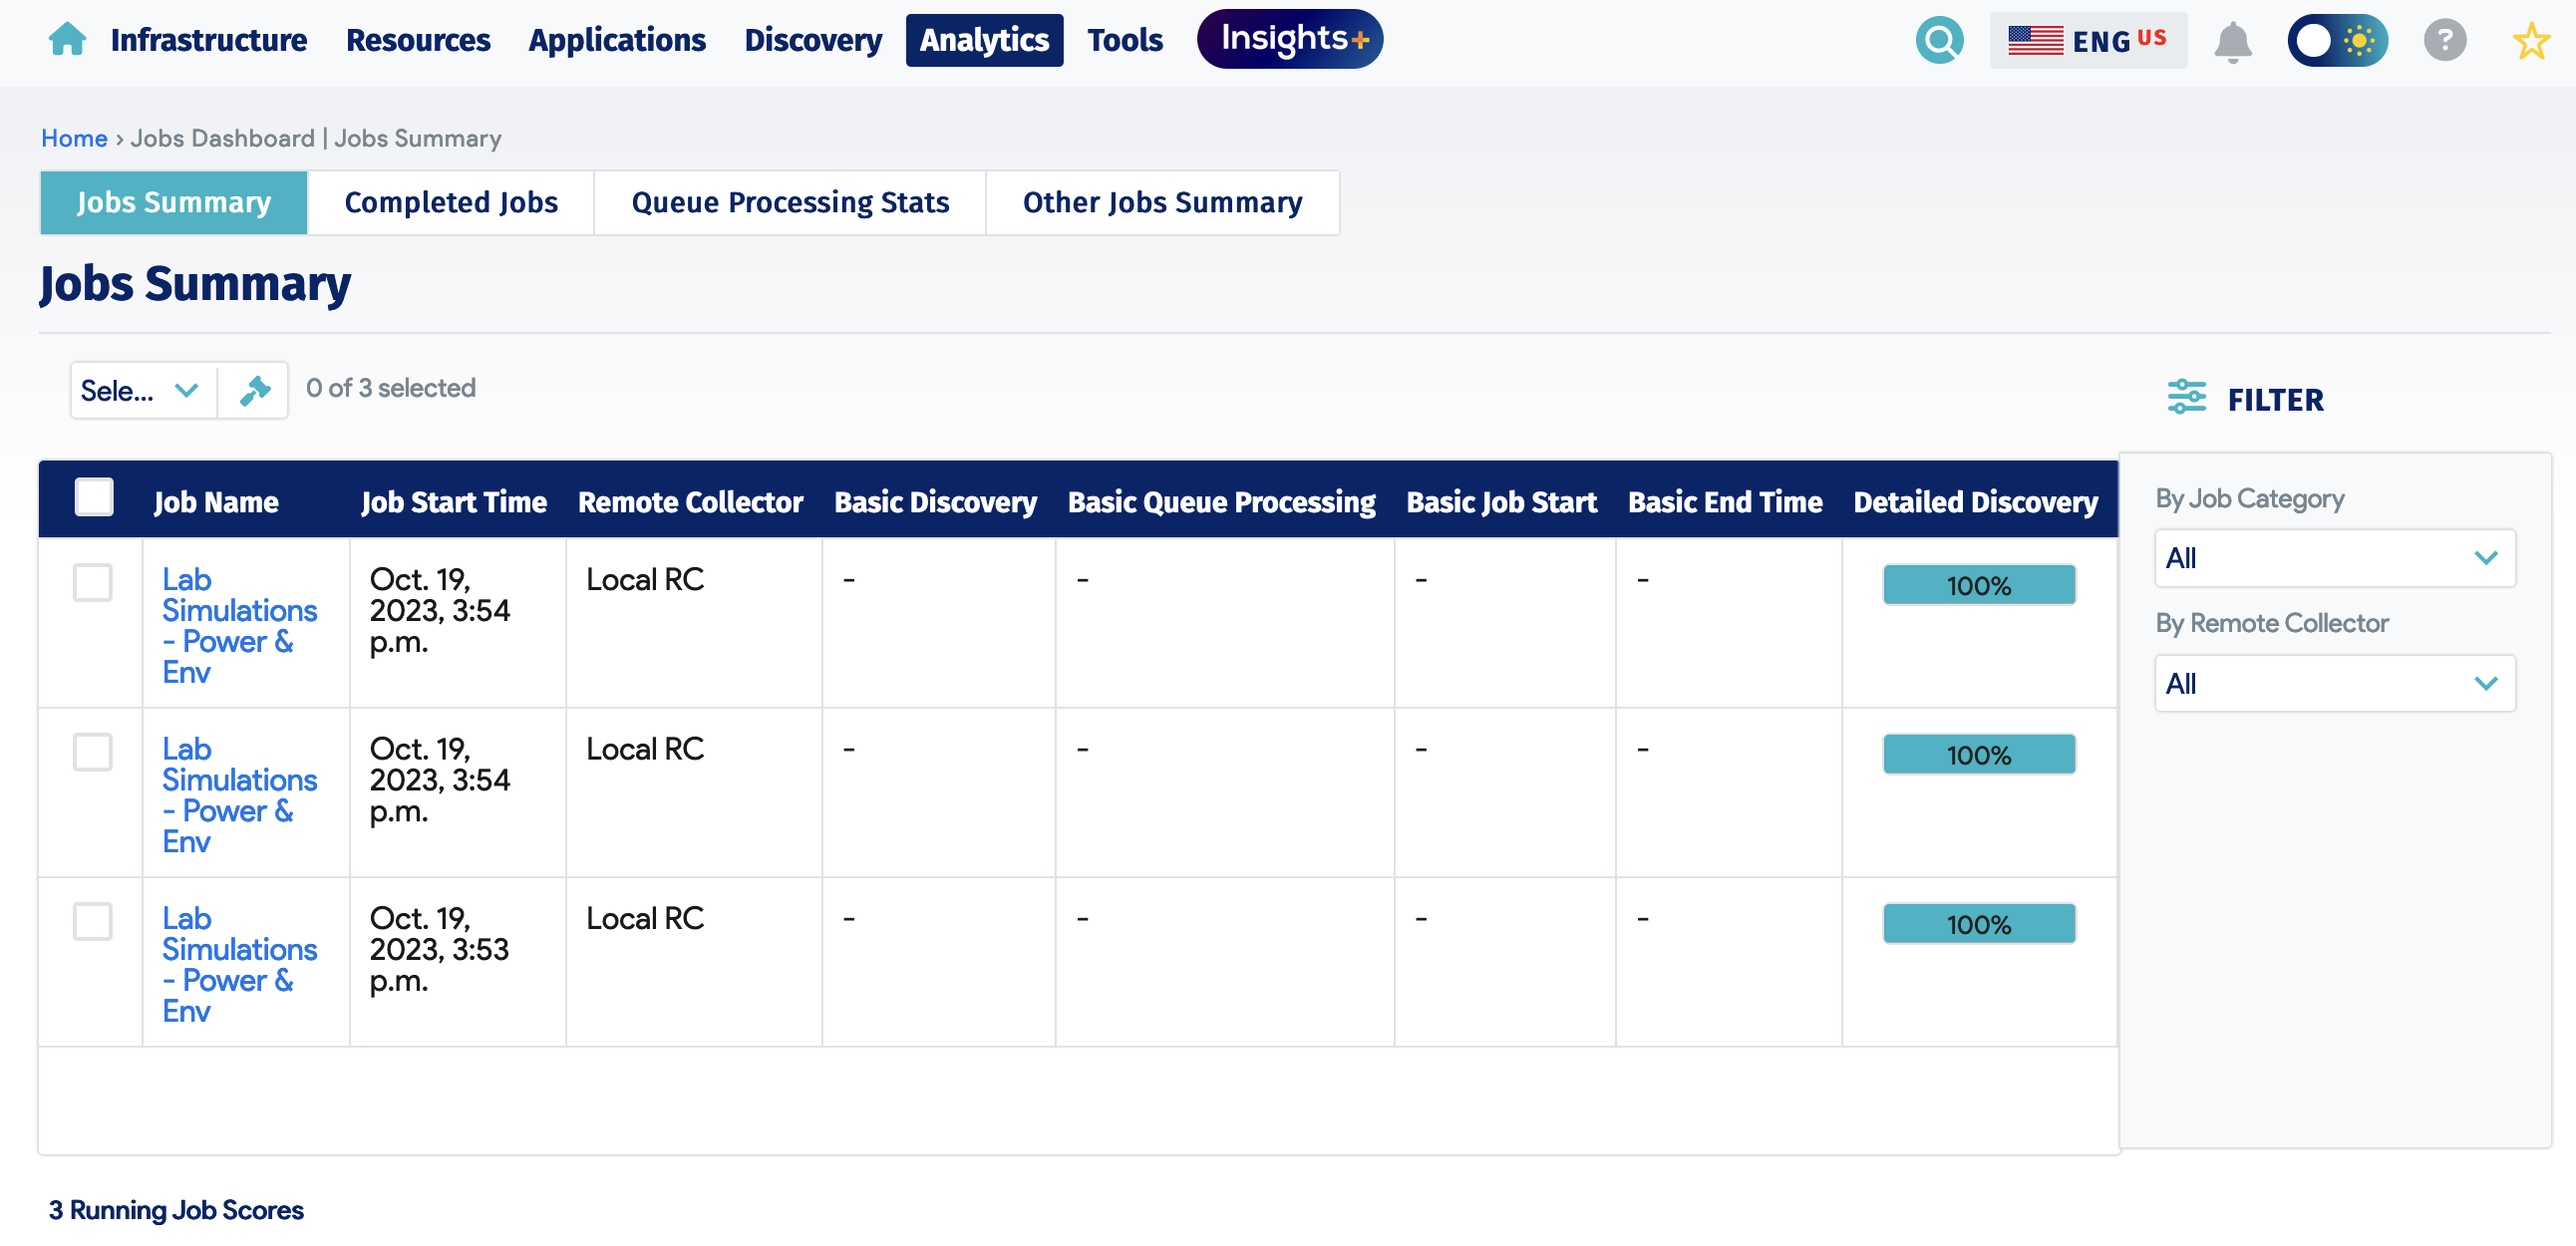 Infrastructure Resources Applications Discovery Analytics Tools Insights+ ENG US ?
Home › Jobs Dashboard | Jobs Summary
Jobs Summary Completed Jobs Queue Processing Stats Other Jobs Summary
Jobs Summary
Sele... 0 of 3 selected
FILTER
Job Name Job Start Time Remote Collector Basic Discovery Basic Queue Processing Basic Job Start Basic End Time Detailed Discovery
Lab
Simulations
- Power &
Env
Oct. 19,
2023, 3:54
p.m.
Local RC
-
-
-
-
100%
Lab
Simulations
- Power &
Env
Oct. 19,
2023, 3:54
p.m.
Local RC
-
-
-
-
100%
Lab
Simulations
- Power &
Env
Oct. 19,
2023, 3:53
p.m.
Local RC
-
-
-
-
100%
By Job Category
All
By Remote Collector
All
3 Running Job Scores